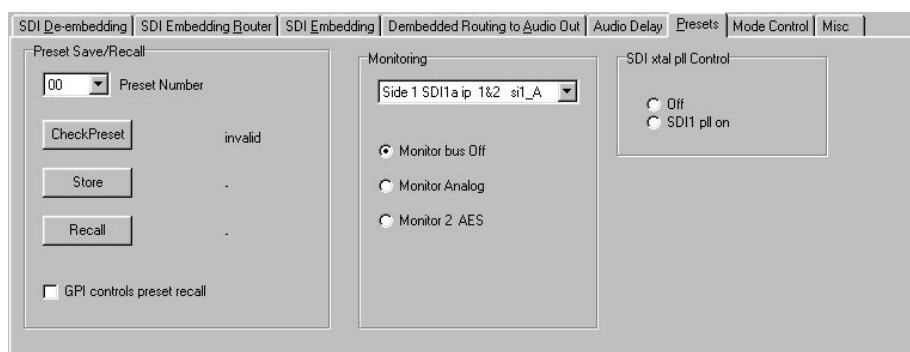 SDI De-embedding SDI Embedding Router SDI Embedding Dembedded Routing to Audio Out Audio Delay Presets Mode Control Misc
Preset Save/Recall
00 Preset Number
CheckPreset invalid
Store -
Recall -
GPI controls preset recall
Monitoring
Side 1 SDI1a ip 1&2 si1_A
Monitor bus Off
Monitor Analog
Monitor 2 AES
SDI xtal pll Control
Off
SDI1 pll on